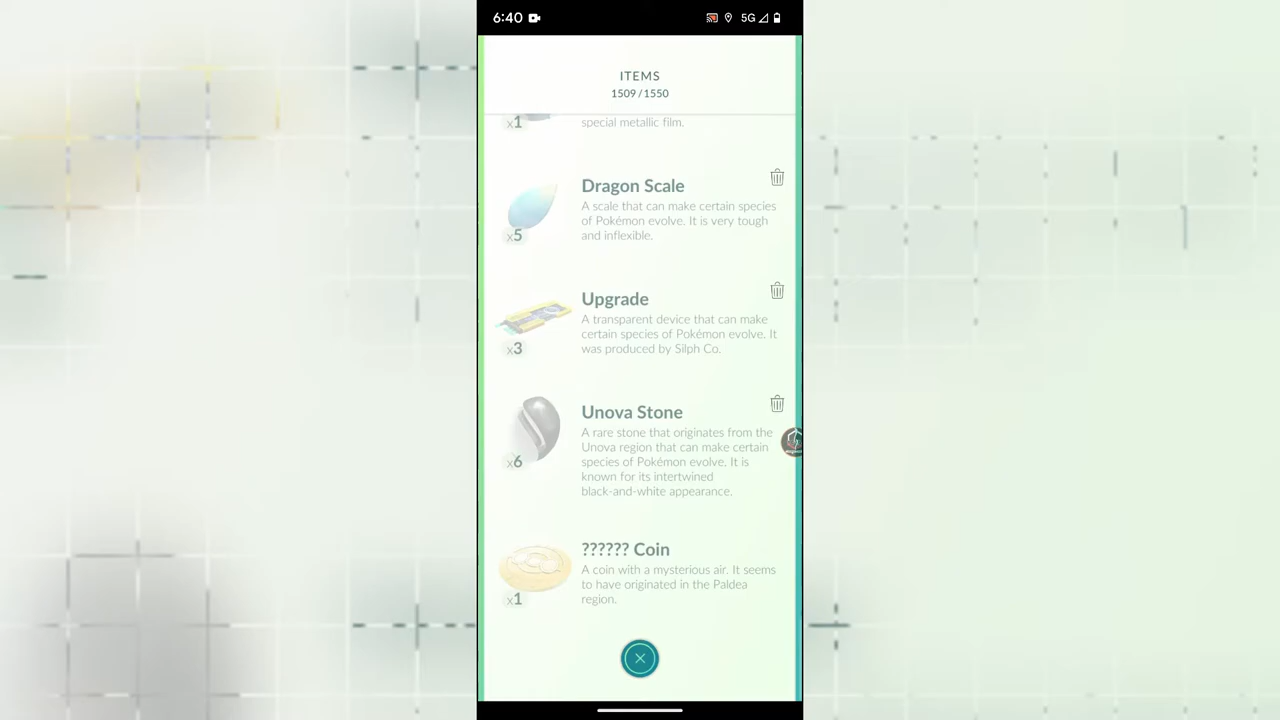 6:40
5G
ITEMS
1509 / 1550
x1
special metallic film.
Dragon Scale
A scale that can make certain species
of Pokémon evolve. It is very tough
and inflexible.
x5
Upgrade
A transparent device that can make
certain species of Pokémon evolve. It
was produced by Silph Co.
x3
Unova Stone
A rare stone that originates from the
Unova region that can make certain
species of Pokémon evolve. It is
known for its intertwined
black-and-white appearance.
x6
?????? Coin
A coin with a mysterious air. It seems
to have originated in the Paldea
region.
x1